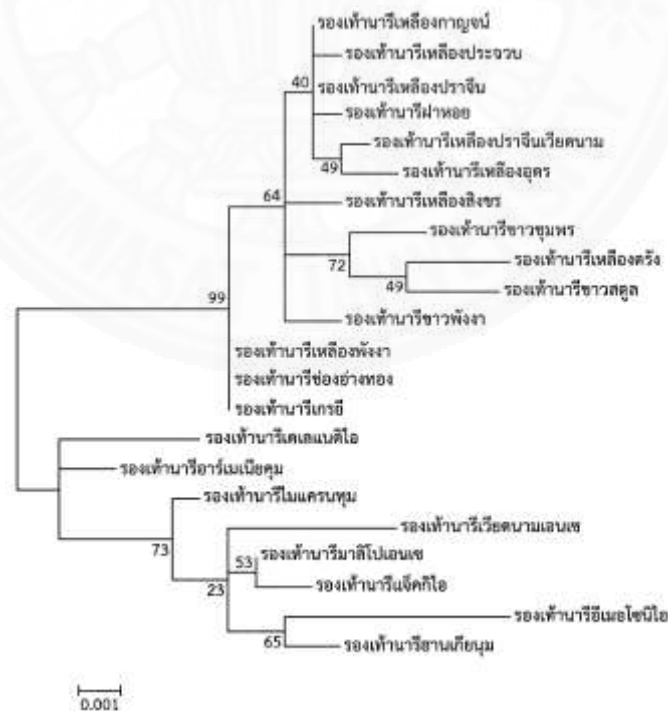 รองเท้านารีเหลืองกาญจน์
รองเท้านารีเหลืองประจวบ
40
รองเท้านารีเหลืองปราจีน
รองเท้านารีฝาหอย
รองเท้านารีเหลืองปราจีนเวียดนาม
49
รองเท้านารีเหลืองอุดร
64
รองเท้านารีเหลืองสิงขร
รองเท้านารีขาวชุมพร
72
รองเท้านารีเหลืองตรัง
49
รองเท้านารีขาวสตูล
99
รองเท้านารีขาวพังงา
รองเท้านารีเหลืองพังงา
รองเท้านารีช่องอ่างทอง
รองเท้านารีเกรยี
รองเท้านารีเดเลแนติไอ
รองเท้านารีอาร์เมเนียคุม
รองเท้านารีไมแครนทุม
73
รองเท้านารีเวียดนามเอนเซ
53
รองเท้านารีมาลิโปเอนเซ
23
รองเท้านารีแจ็คกิไอ
รองเท้านารีอีเมอโซนิไอ
65
รองเท้านารีฮานเกียนุม
0.001